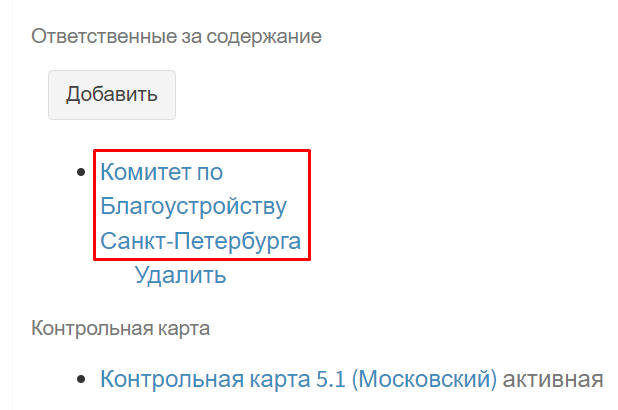 Ответственные за содержание
Добавить
Комитет по
Благоустройству
Санкт-Петербурга
Удалить
Контрольная карта
Контрольная карта 5.1 (Московский) активная